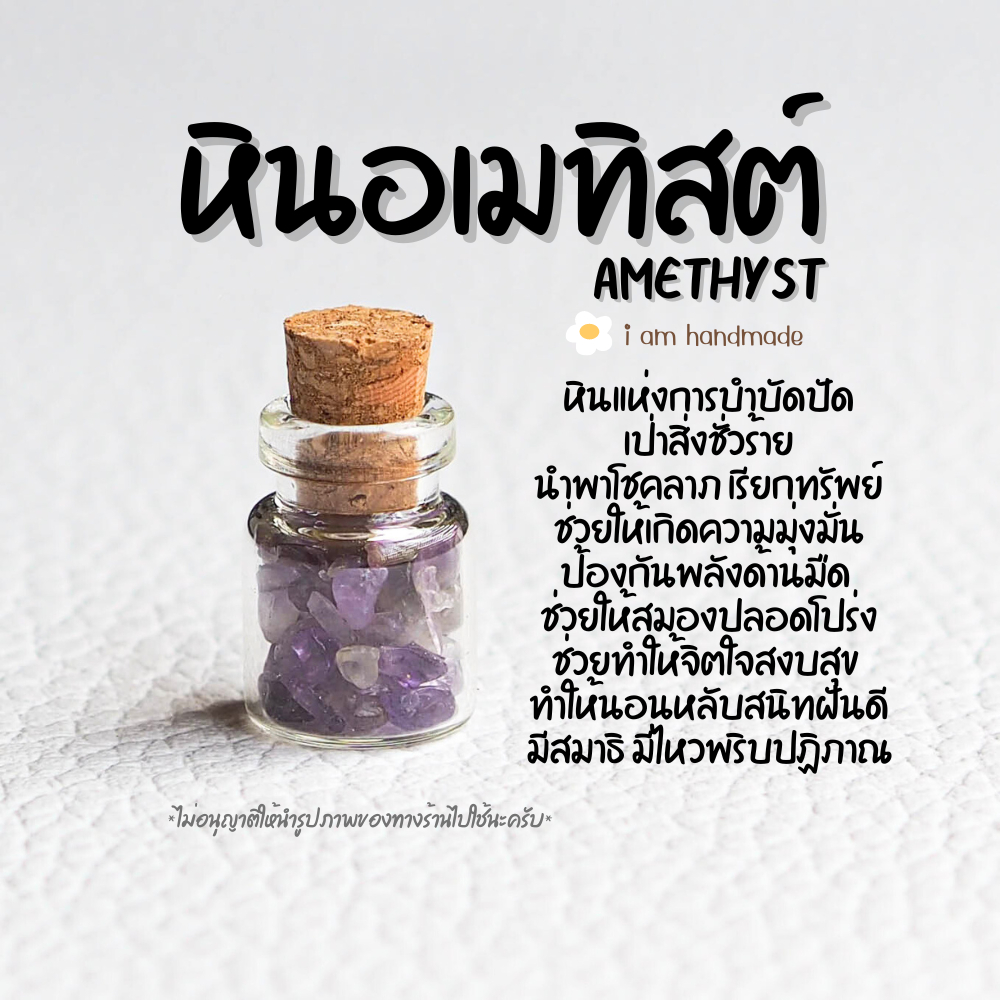 หินอเมทิสต์
AMETHYST
i am handmade
หินแห่งการบำบัดปัด
เป่าสิ่งชั่วร้าย
นำพาโชคลาภ เรียกทรัพย์
ช่วยให้เกิดความมุ่งมั่น
ป้องกันพลังด้านมืด
ช่วยให้สมองปลอดโปร่ง
ช่วยทำให้จิตใจสงบสุข
ทำให้นอนหลับสนิทฝันดี
มีสมาธิ มีไหวพริบปฏิภาณ
*ไม่อนุญาติให้นำรูปภาพของทางร้านไปใช้นะครับ*